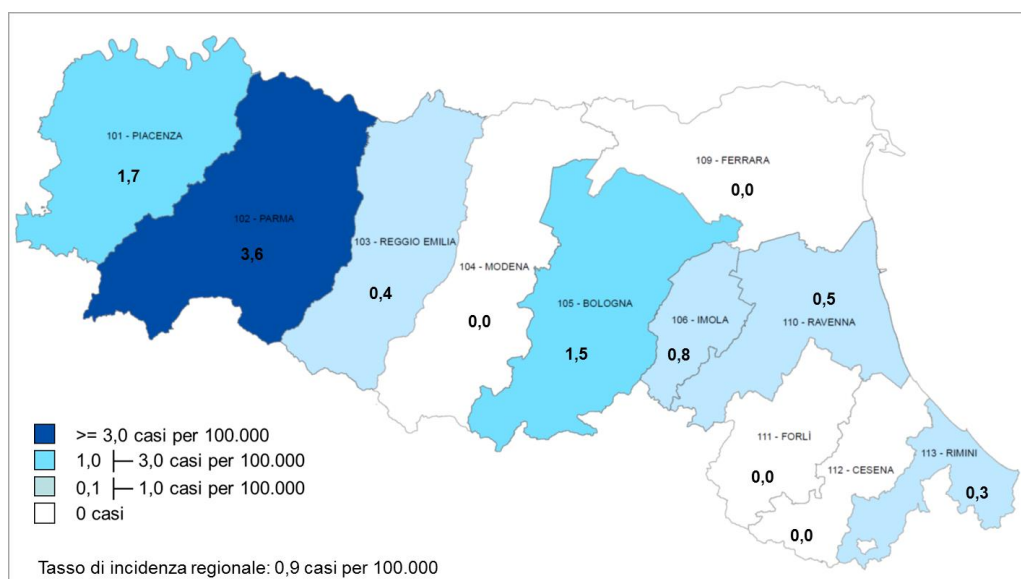 101 - PIACENZA
1,7
102 - PARMA
3,6
103 - REGGIO EMILIA
0,4
104 - MODENA
0,0
105 - BOLOGNA
1,5
109 - FERRARA
0,0
106 - IMOLA
0,8
0,5
110 - RAVENNA
111 - FORLÌ
0,0
112 - CESENA
0,0
113 - RIMINI
0,3
>= 3,0 casi per 100.000
1,0 ├─ 3,0 casi per 100.000
0,1 ├─ 1,0 casi per 100.000
0 casi
Tasso di incidenza regionale: 0,9 casi per 100.000